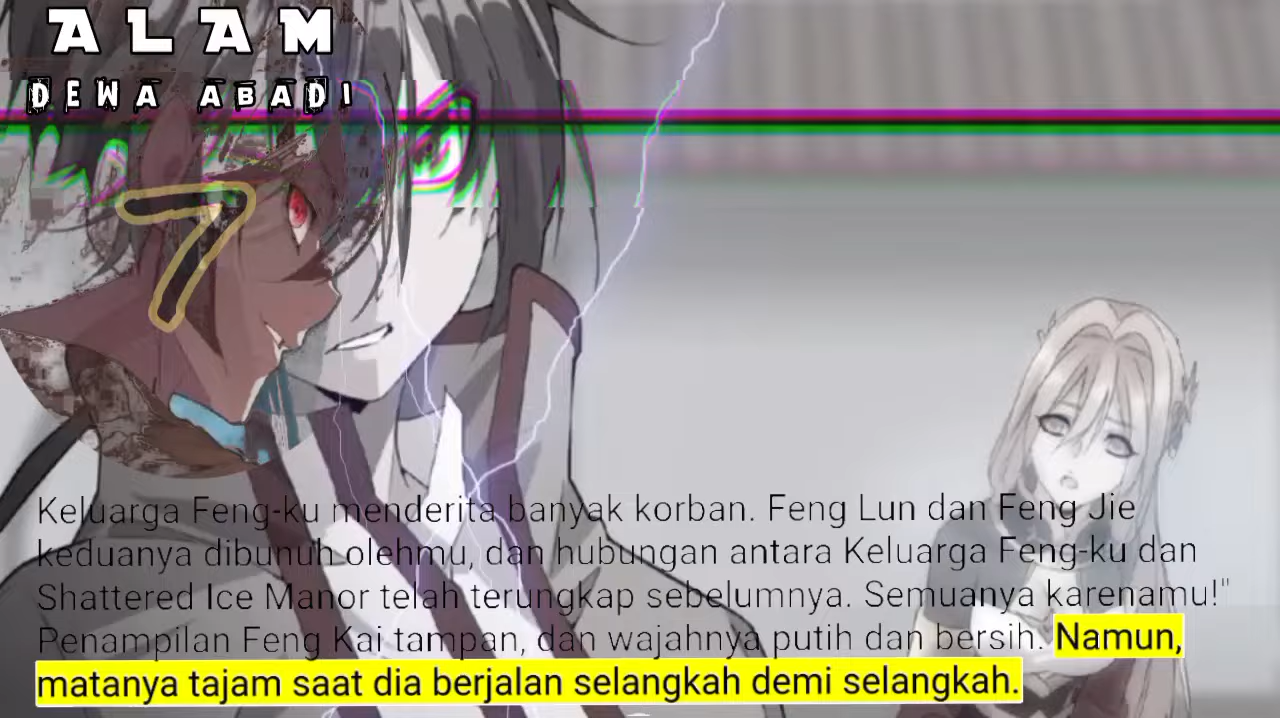 ALAM
DEWA ABADI
7
Keluarga Feng-ku menderita banyak korban. Feng Lun dan Feng Jie
keduanya dibunuh olehmu, dan hubungan antara Keluarga Feng-ku dan
Shattered Ice Manor telah terungkap sebelumnya. Semuanya karenamu!"
Penampilan Feng Kai tampan, dan wajahnya putih dan bersih. Namun,
matanya tajam saat dia berjalan selangkah demi selangkah.